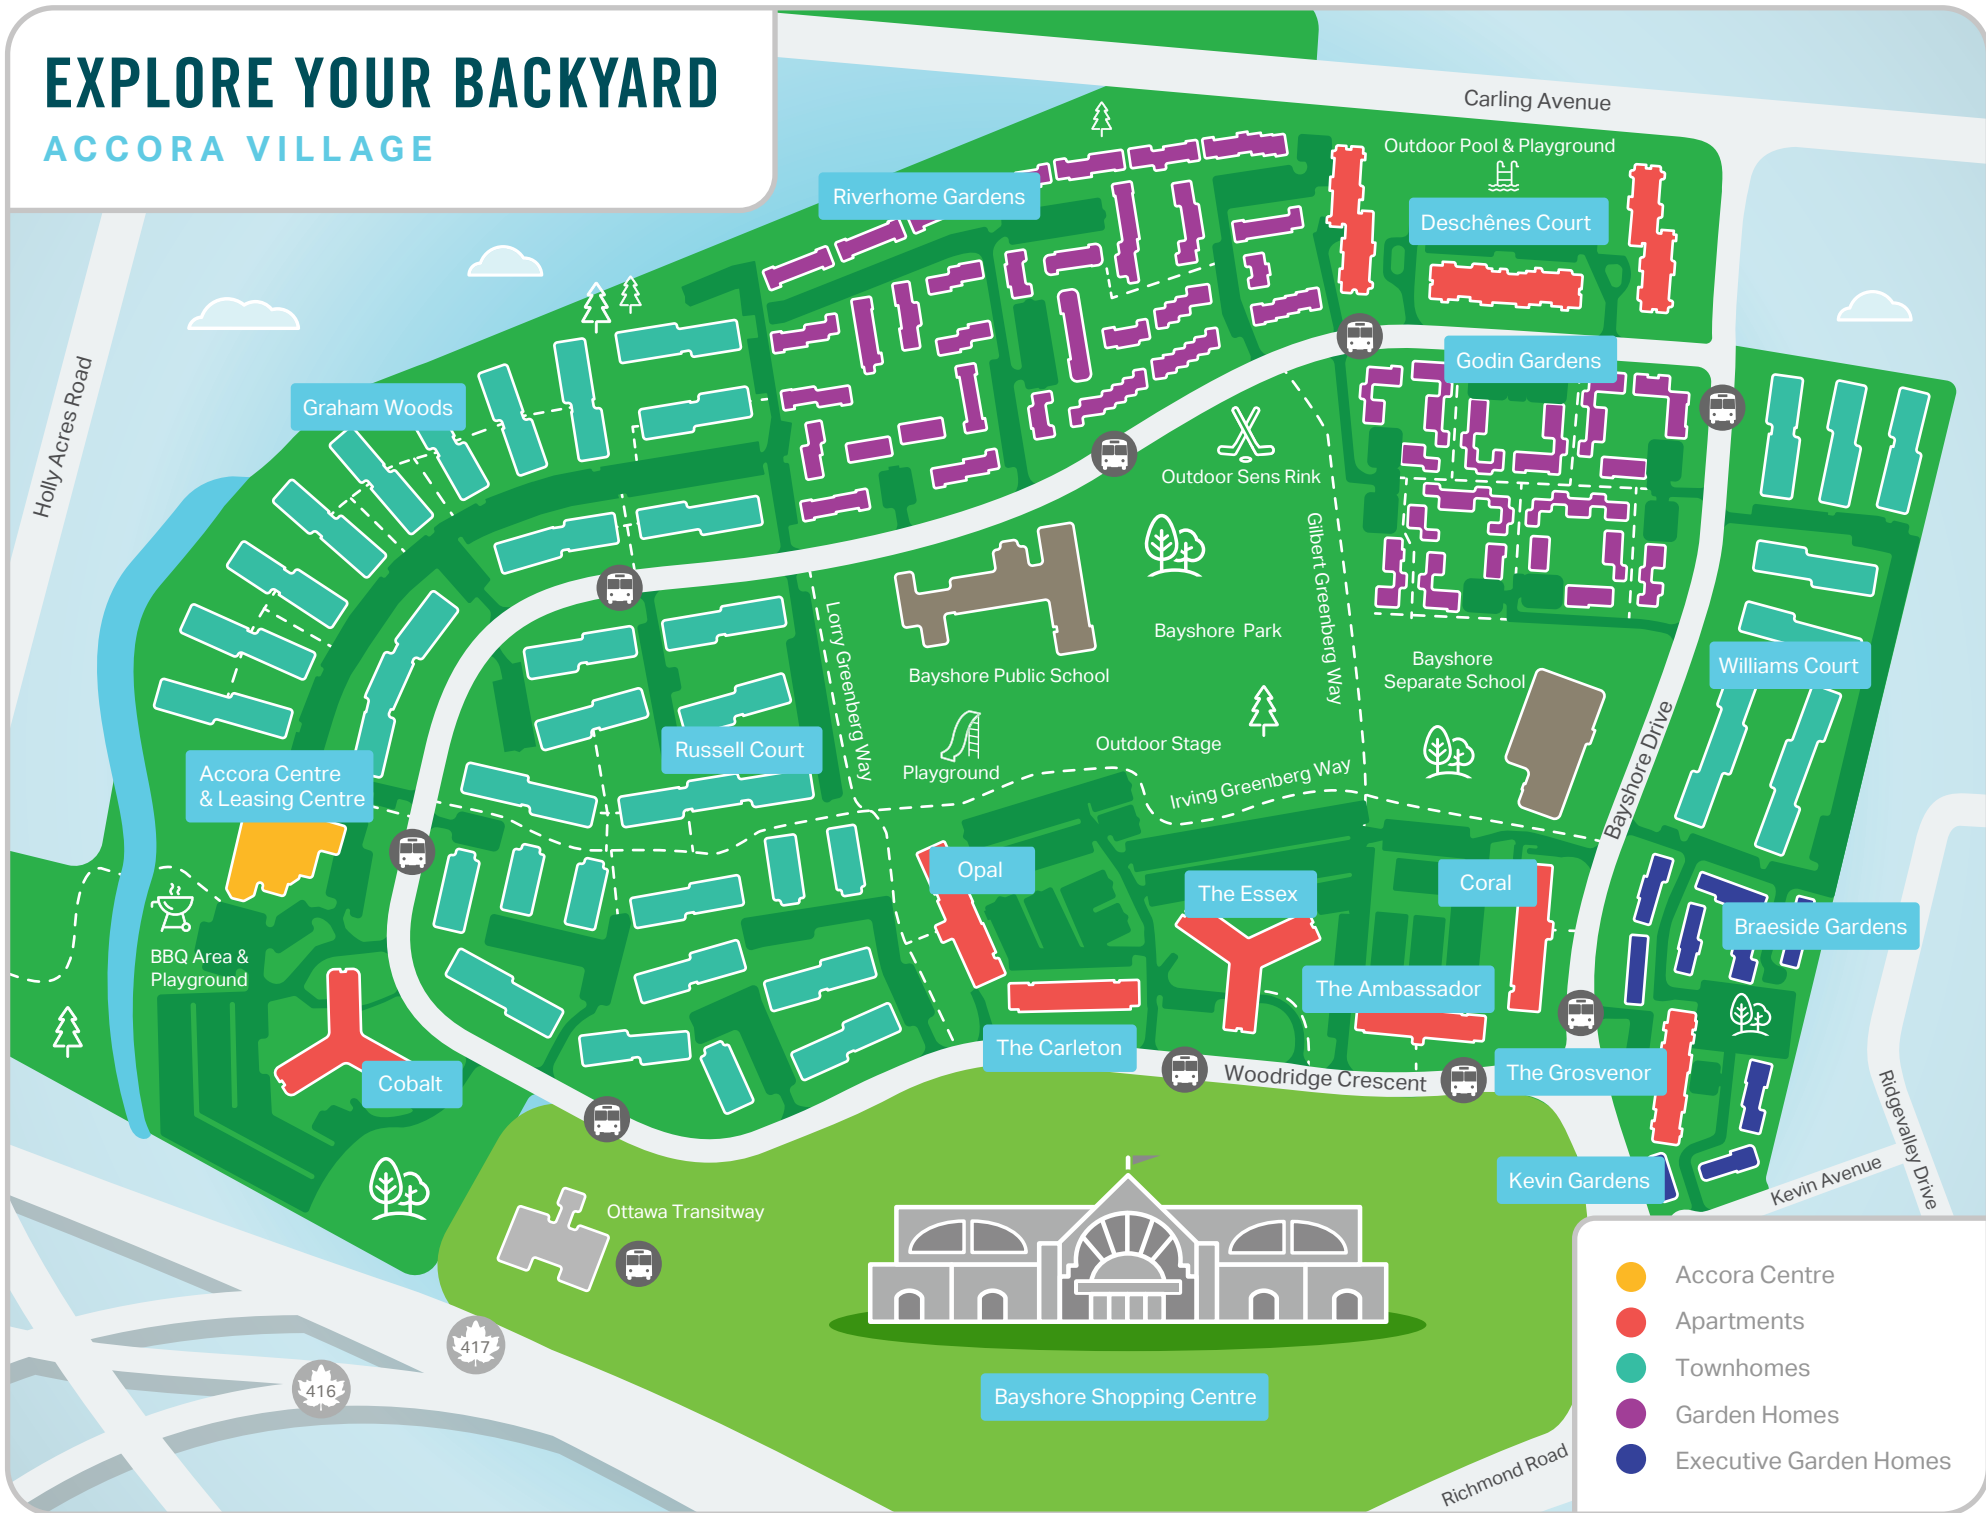 EXPLORE YOUR BACKYARD
ACCORA VILLAGE
Carling Avenue
Outdoor Pool & Playground
Riverhome Gardens
Deschênes Court
Holly Acres Road
Godin Gardens
Graham Woods
Outdoor Sens Rink
Gilbert Greenberg Way
Lorry Greenberg Way
Bayshore Park
Bayshore Public School
Bayshore
Separate School
Williams Court
Bayshore Drive
Russell Court
Outdoor Stage
Playground
Irving Greenberg Way
Accora Centre
& Leasing Centre
Opal
The Essex
Coral
Braeside Gardens
BBQ Area &
Playground
The Ambassador
The Carleton
Woodridge Crescent
The Grosvenor
Cobalt
Ridgevalley Drive
Kevin Gardens
Kevin Avenue
Ottawa Transitway
417
416
Bayshore Shopping Centre
Richmond Road
Accora Centre
Apartments
Townhomes
Garden Homes
Executive Garden Homes